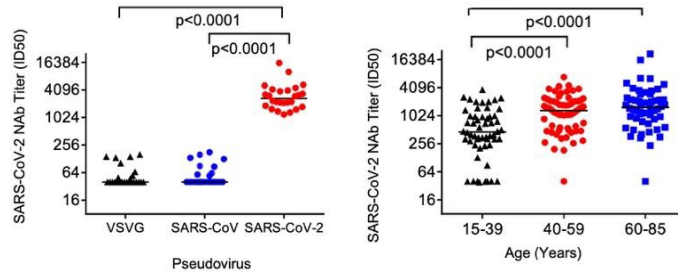 p<0.0001
p<0.0001
SARS-CoV-2 NAb Titer (ID50)
16384
4096
1024
256
64
16
VSVG
SARS-CoV
SARS-CoV-2
Pseudovirus
p<0.0001
p<0.0001
SARS-CoV-2 NAb Titer (ID50)
16384
4096
1024
256
64
16
15-39
40-59
60-85
Age (Years)